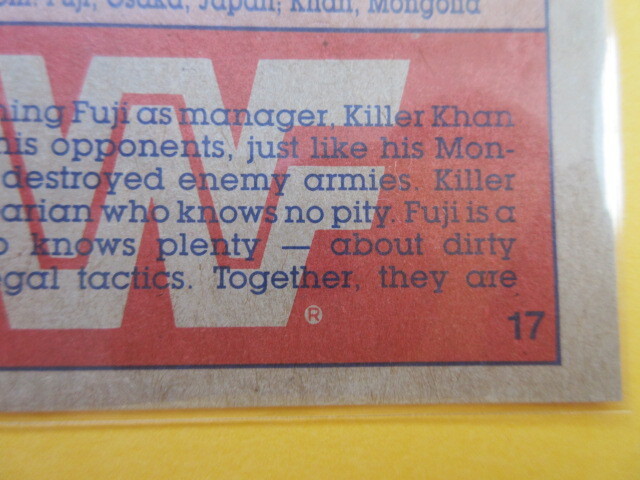 Fuji, Osaka, Japan; Khan, Mongolia
Fuji as manager, Killer Khan
his opponents, just like his Mon-
destroyed enemy armies. Killer
arian who knows no pity. Fuji is a
knows plenty — about dirty
egal tactics. Together, they are
WF
®
17